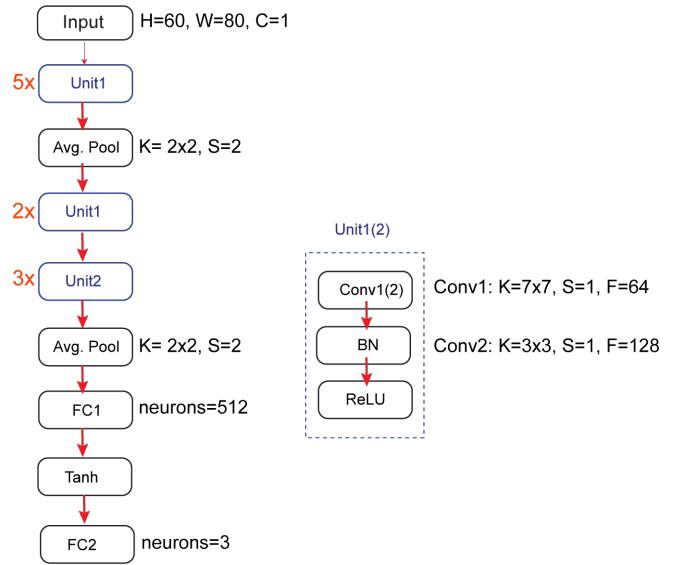 Input H=60, W=80, C=1
5x Unit1
Avg. Pool K= 2x2, S=2
2x Unit1
3x Unit2
Avg. Pool K= 2x2, S=2
FC1 neurons=512
Tanh
FC2 neurons=3
Unit1(2)
Conv1(2) Conv1: K=7x7, S=1, F=64
BN Conv2: K=3x3, S=1, F=128
ReLU